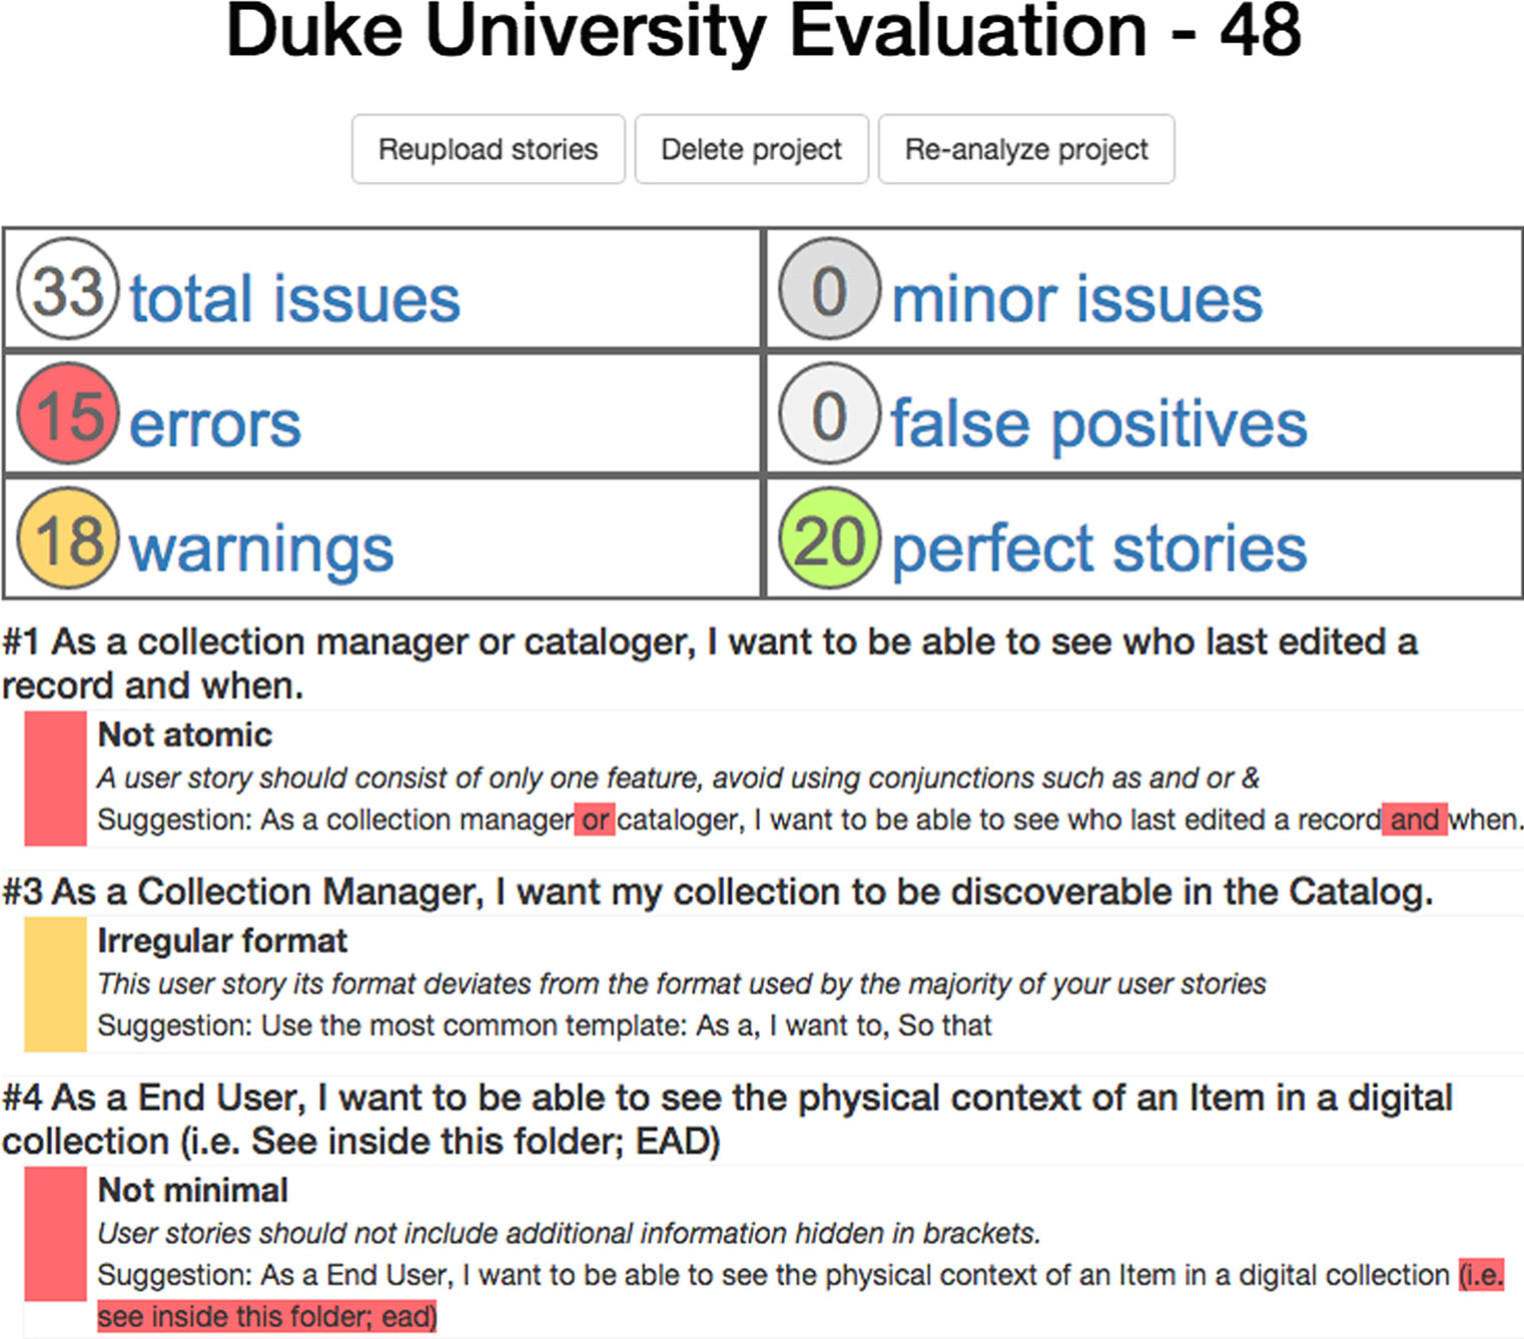 Duke University Evaluation - 48
Reupload stories Delete project Re-analyze project
33 total issues 0 minor issues
15 errors 0 false positives
18 warnings 20 perfect stories
#1 As a collection manager or cataloger, I want to be able to see who last edited a
record and when.
Not atomic
A user story should consist of only one feature, avoid using conjunctions such as and or &
Suggestion: As a collection manager or cataloger, I want to be able to see who last edited a record and when.
#3 As a Collection Manager, I want my collection to be discoverable in the Catalog.
Irregular format
This user story its format deviates from the format used by the majority of your user stories
Suggestion: Use the most common template: As a, I want to, So that
#4 As a End User, I want to be able to see the physical context of an Item in a digital
collection (i.e. See inside this folder; EAD)
Not minimal
User stories should not include additional information hidden in brackets.
Suggestion: As a End User, I want to be able to see the physical context of an Item in a digital collection (i.e.
see inside this folder; ead)